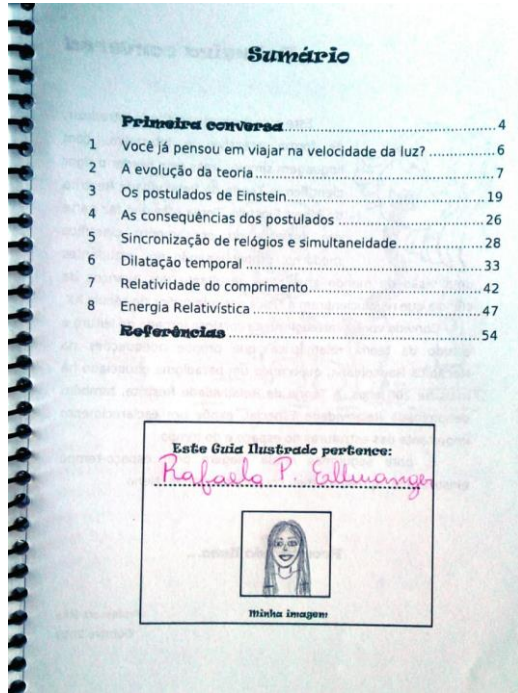 Sumário
Primeira conversa ........ 4
1 Você já pensou em viajar na velocidade da luz? ........ 6
2 A evolução da teoria ........ 7
3 Os postulados de Einstein ........ 19
4 As consequências dos postulados ........ 26
5 Sincronização de relógios e simultaneidade ........ 28
6 Dilatação temporal ........ 33
7 Relatividade do comprimento ........ 42
8 Energia Relativística ........ 47
Referências ........ 54
Este Guia Ilustrado pertence:
Rafaela P. Ellwanger
Minha imagem